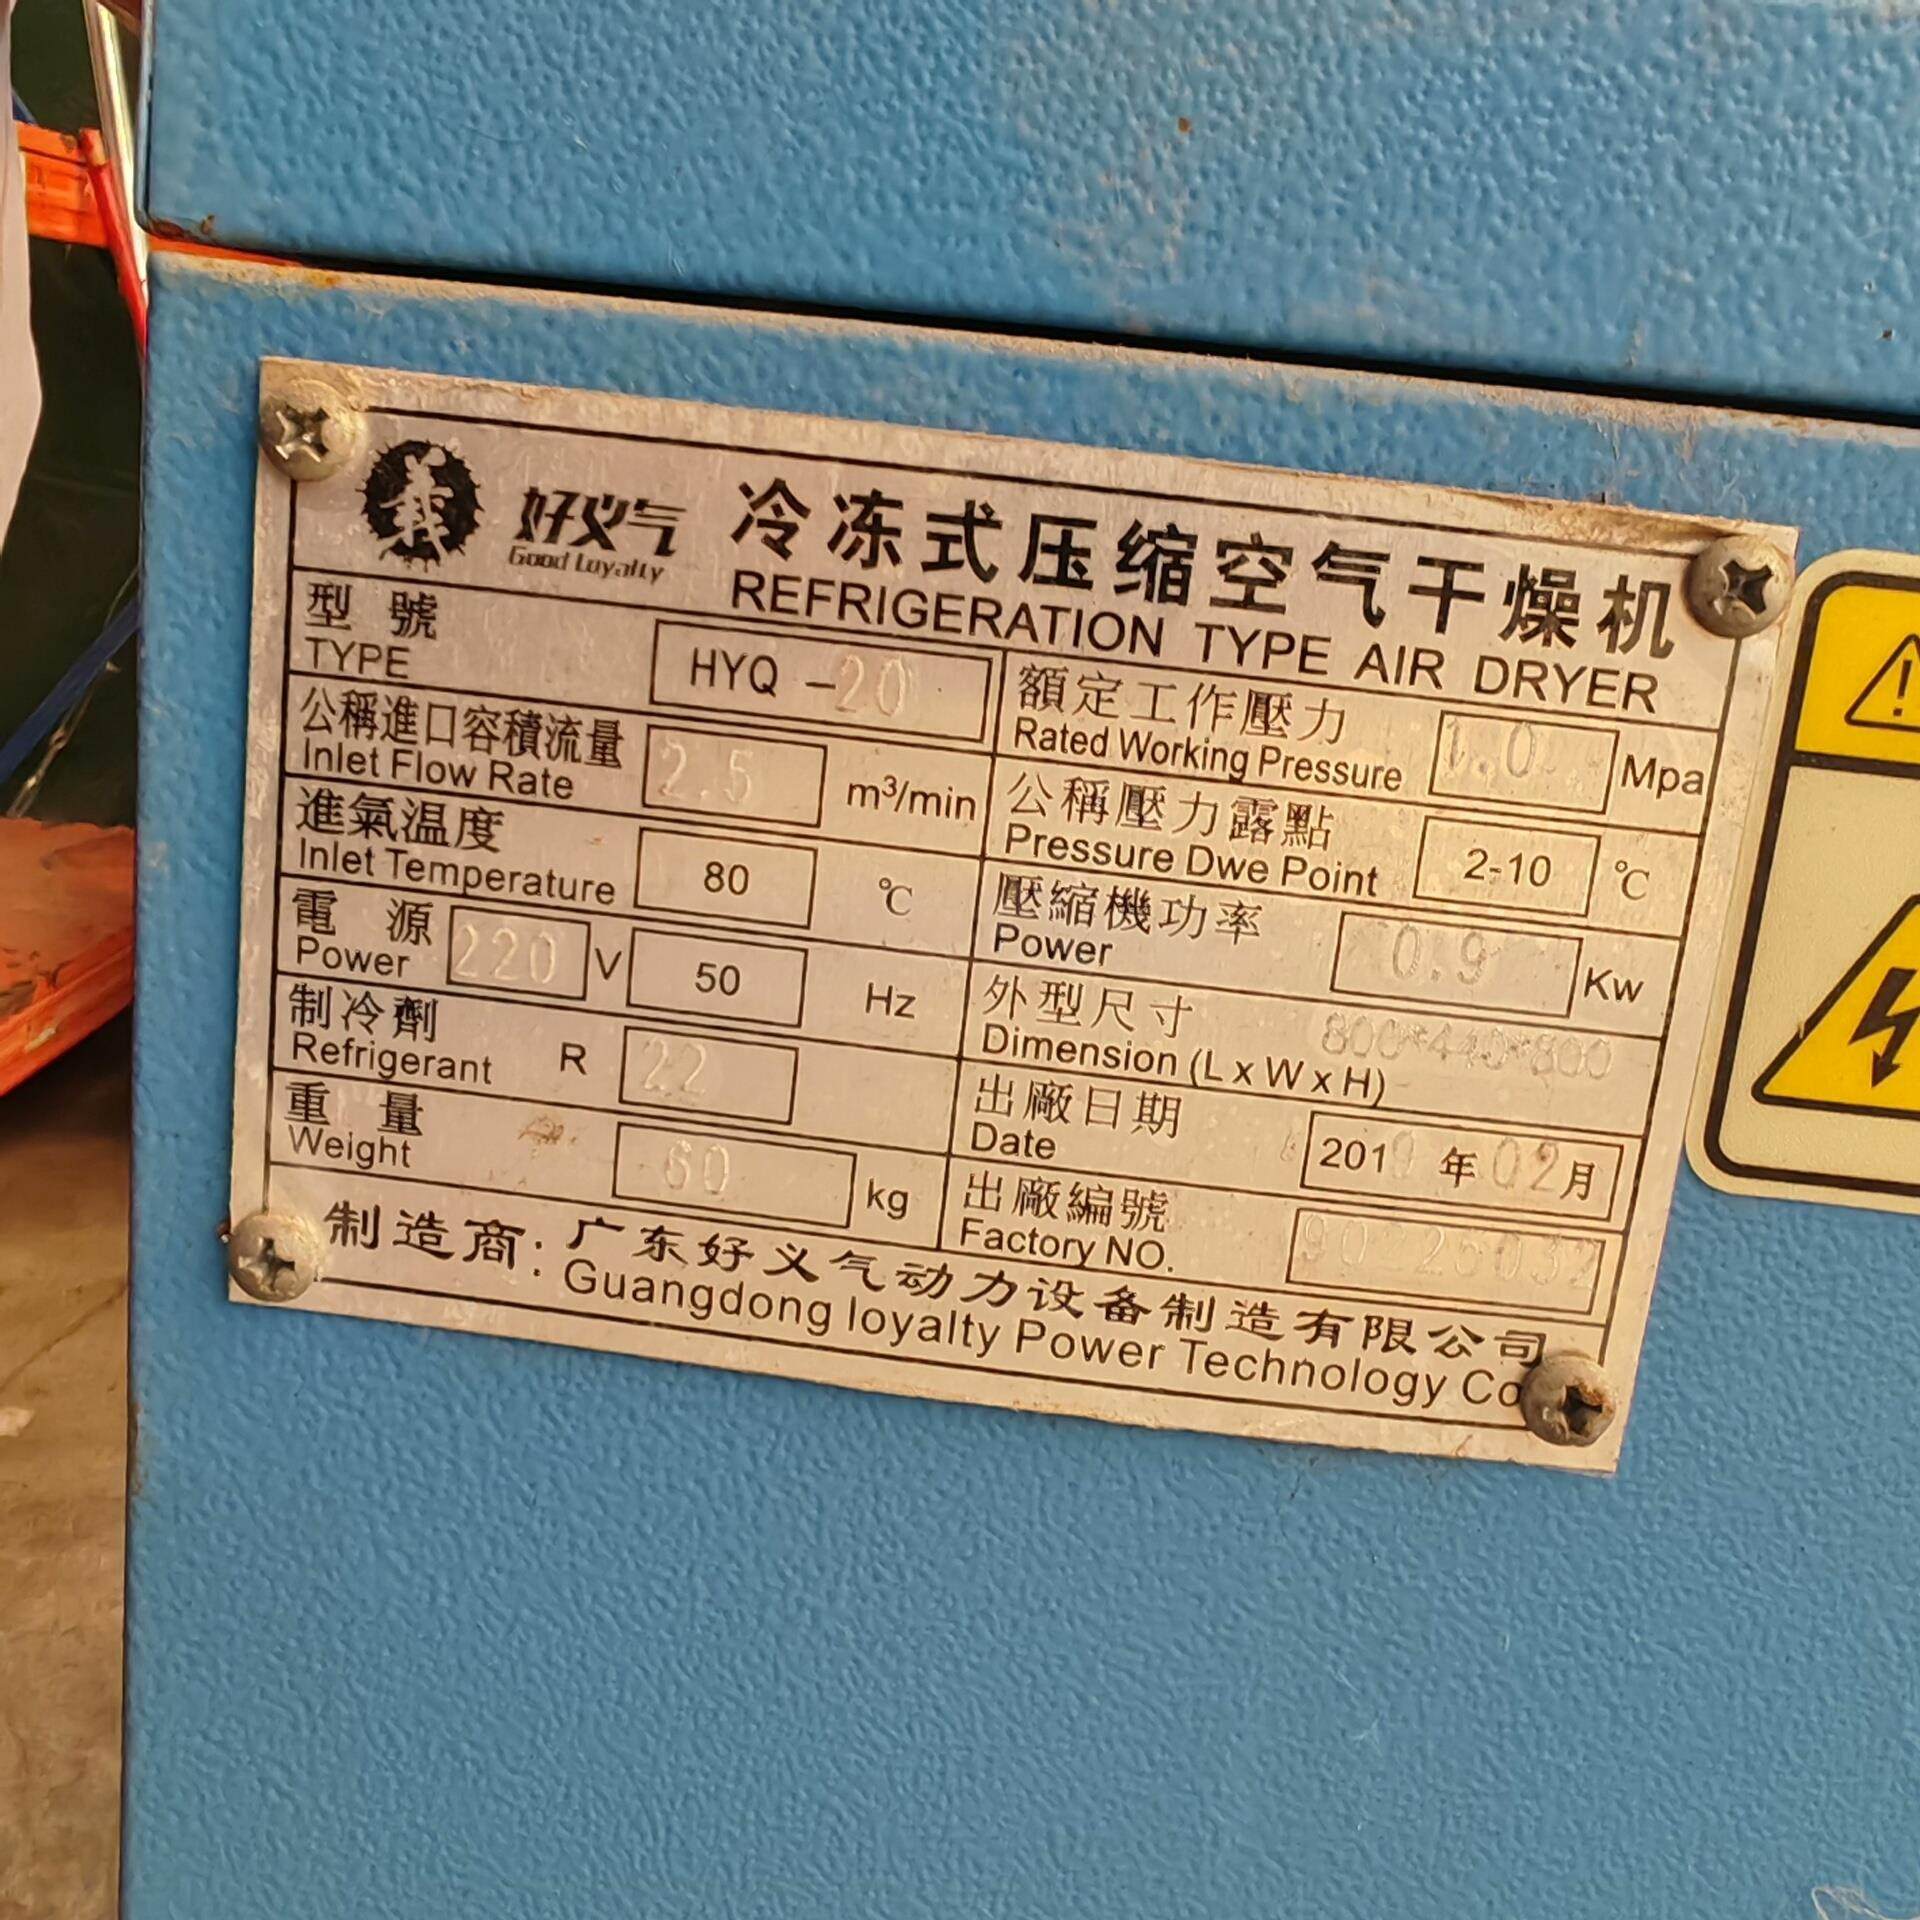 義 好义气 冷冻式压缩空气干燥机
Good Loyalty REFRIGERATION TYPE AIR DRYER
型號 HYQ -20
TYPE
額定工作壓力 1.0 Mpa
Rated Working Pressure
公稱進口容積流量 2.5 m³/min
Inlet Flow Rate
公稱壓力露點 2-10 ℃
Pressure Dwe Point
進氣温度 80 ℃
Inlet Temperature
壓縮機功率 0.9 Kw
Power
電源 220 V 50 Hz
Power
外型尺寸 800*440*800
Dimension (L x W x H)
制冷劑 R 22
Refrigerant
出廠日期 2019 年 02 月
Date
重量 60 kg
Weight
出廠編號 90225032
Factory NO.
制造商: 广东好义气动力设备制造有限公司
Guangdong loyalty Power Technology Co